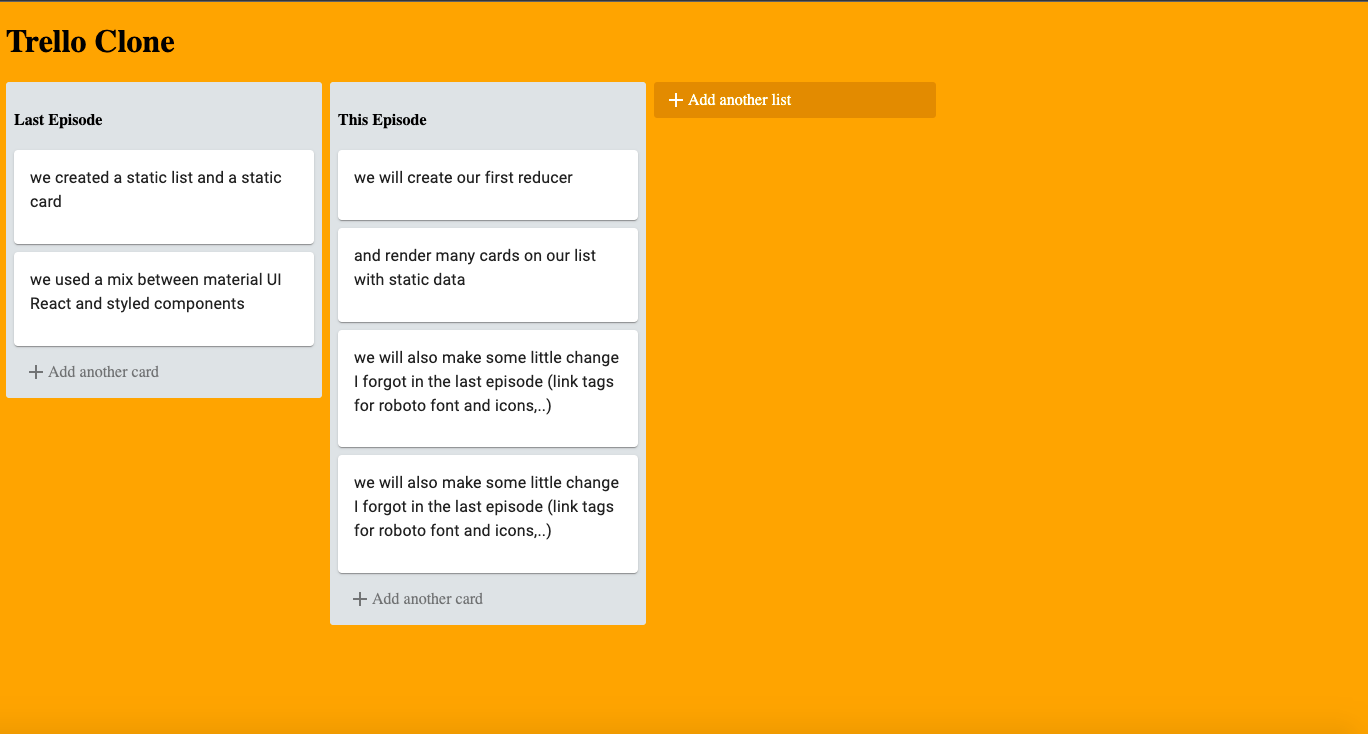 Trello Clone
Last Episode
we created a static list and a static
card
we used a mix between material UI
React and styled components
+ Add another card
This Episode
we will create our first reducer
and render many cards on our list
with static data
we will also make some little change
I forgot in the last episode (link tags
for roboto font and icons,..)
we will also make some little change
I forgot in the last episode (link tags
for roboto font and icons,..)
+ Add another card
+ Add another list